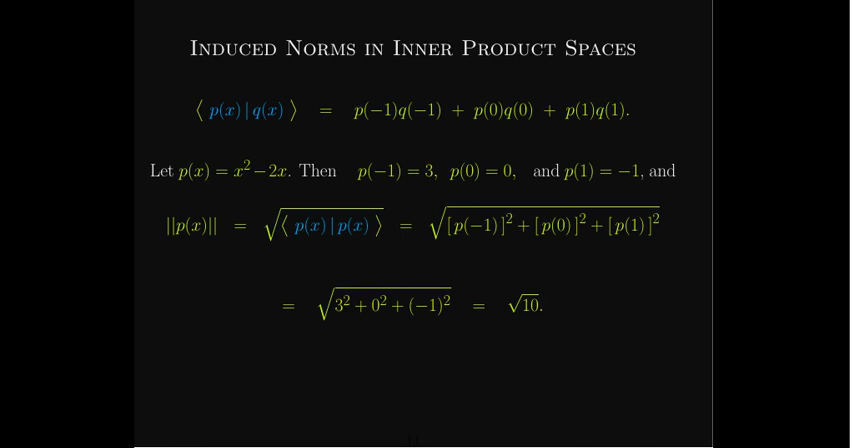 Induced Norms in Inner Product Spaces
⟨ p(x) | q(x) ⟩ = p(−1)q(−1) + p(0)q(0) + p(1)q(1).
Let p(x) = x² − 2x. Then p(−1) = 3, p(0) = 0, and p(1) = −1, and
||p(x)|| = √⟨ p(x) | p(x) ⟩ = √[ p(−1) ]² + [ p(0) ]² + [ p(1) ]²
= √3² + 0² + (−1)² = √10.